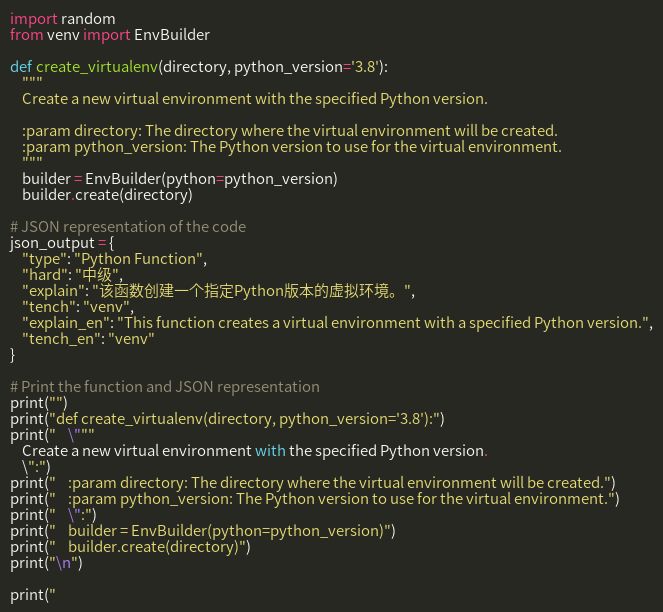 import random
from venv import EnvBuilder

def create_virtualenv(directory, python_version='3.8'):
    """
    Create a new virtual environment with the specified Python version.

    :param directory: The directory where the virtual environment will be created.
    :param python_version: The Python version to use for the virtual environment.
    """
    builder = EnvBuilder(python=python_version)
    builder.create(directory)

# JSON representation of the code
json_output = {
    "type": "Python Function",
    "hard": "中级",
    "explain": "该函数创建一个指定Python版本的虚拟环境。",
    "tench": "venv",
    "explain_en": "This function creates a virtual environment with a specified Python version.",
    "tench_en": "venv"
}

# Print the function and JSON representation
print("")
print("def create_virtualenv(directory, python_version='3.8'):")
print("    \"""
    Create a new virtual environment with the specified Python version.
    \":")
print("    :param directory: The directory where the virtual environment will be created.")
print("    :param python_version: The Python version to use for the virtual environment.")
print("    \":")
print("    builder = EnvBuilder(python=python_version)")
print("    builder.create(directory)")
print("\n")

print("